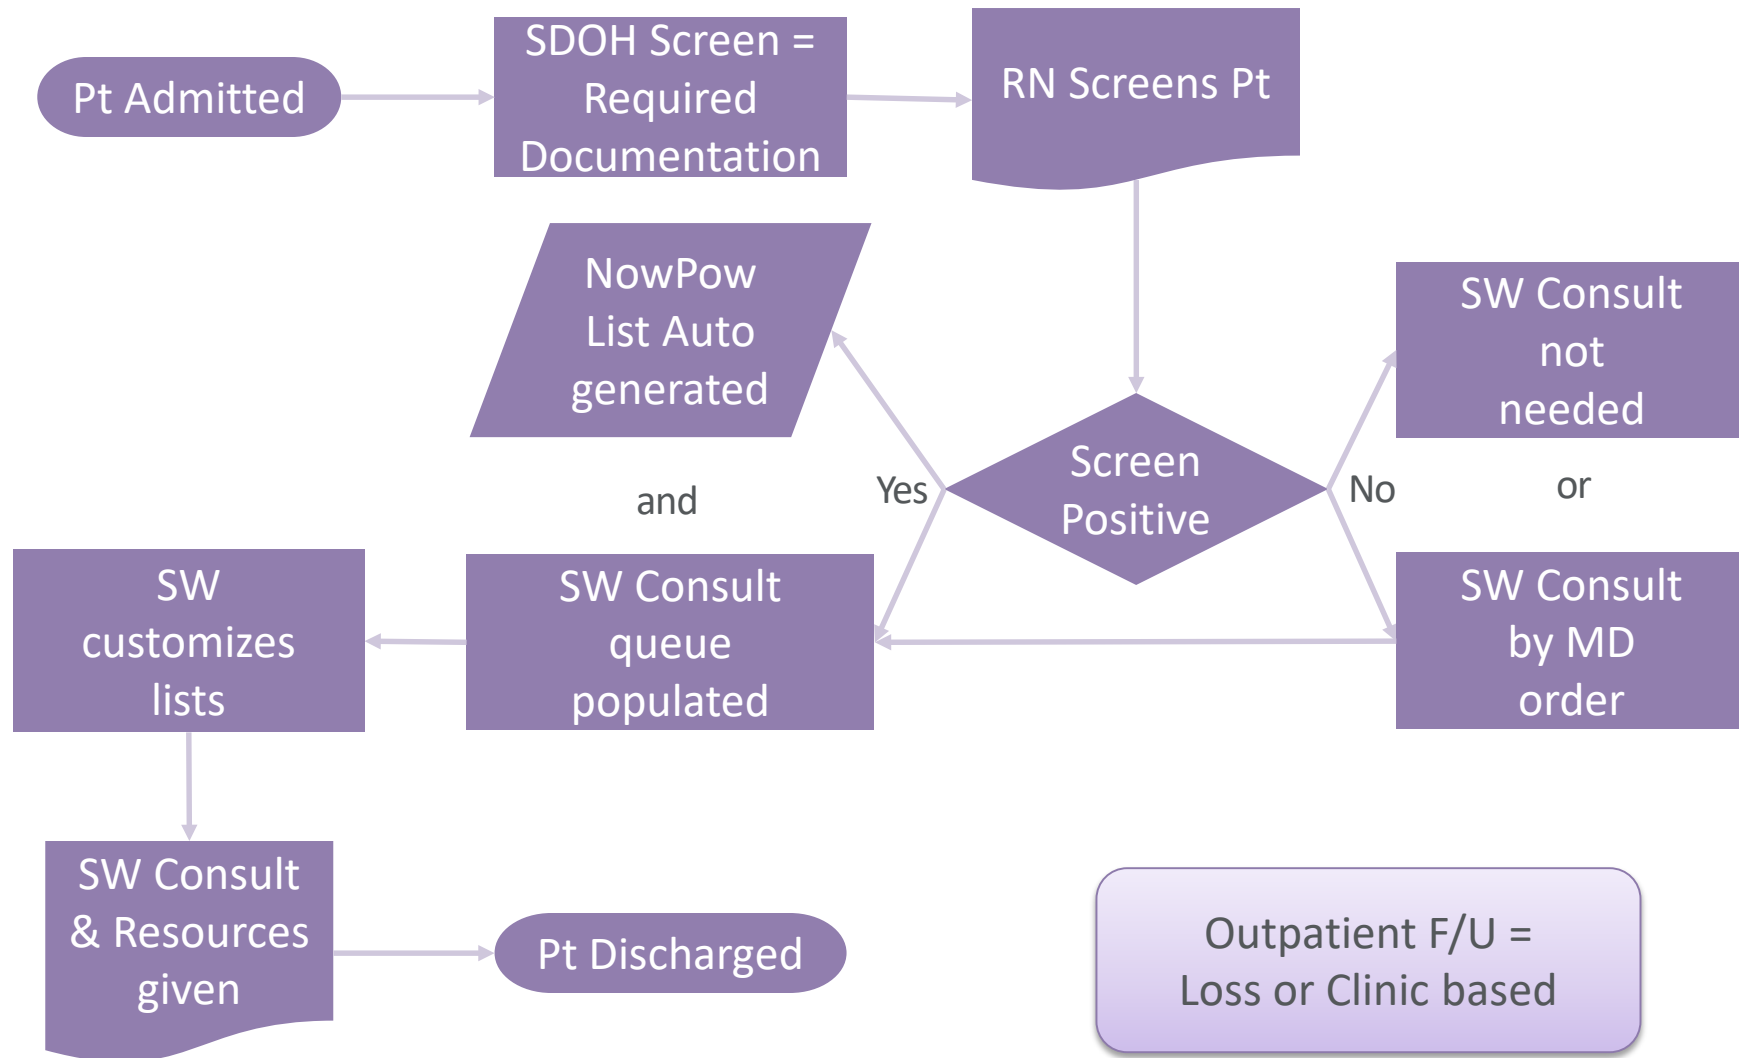 Pt Admitted
SDOH Screen =
Required
Documentation
RN Screens Pt
NowPow
List Auto
generated
SW Consult
not
needed
Screen
Positive
Yes
No
and
or
SW
customizes
lists
SW Consult
queue
populated
SW Consult
by MD
order
SW Consult
& Resources
given
Pt Discharged
Outpatient F/U =
Loss or Clinic based